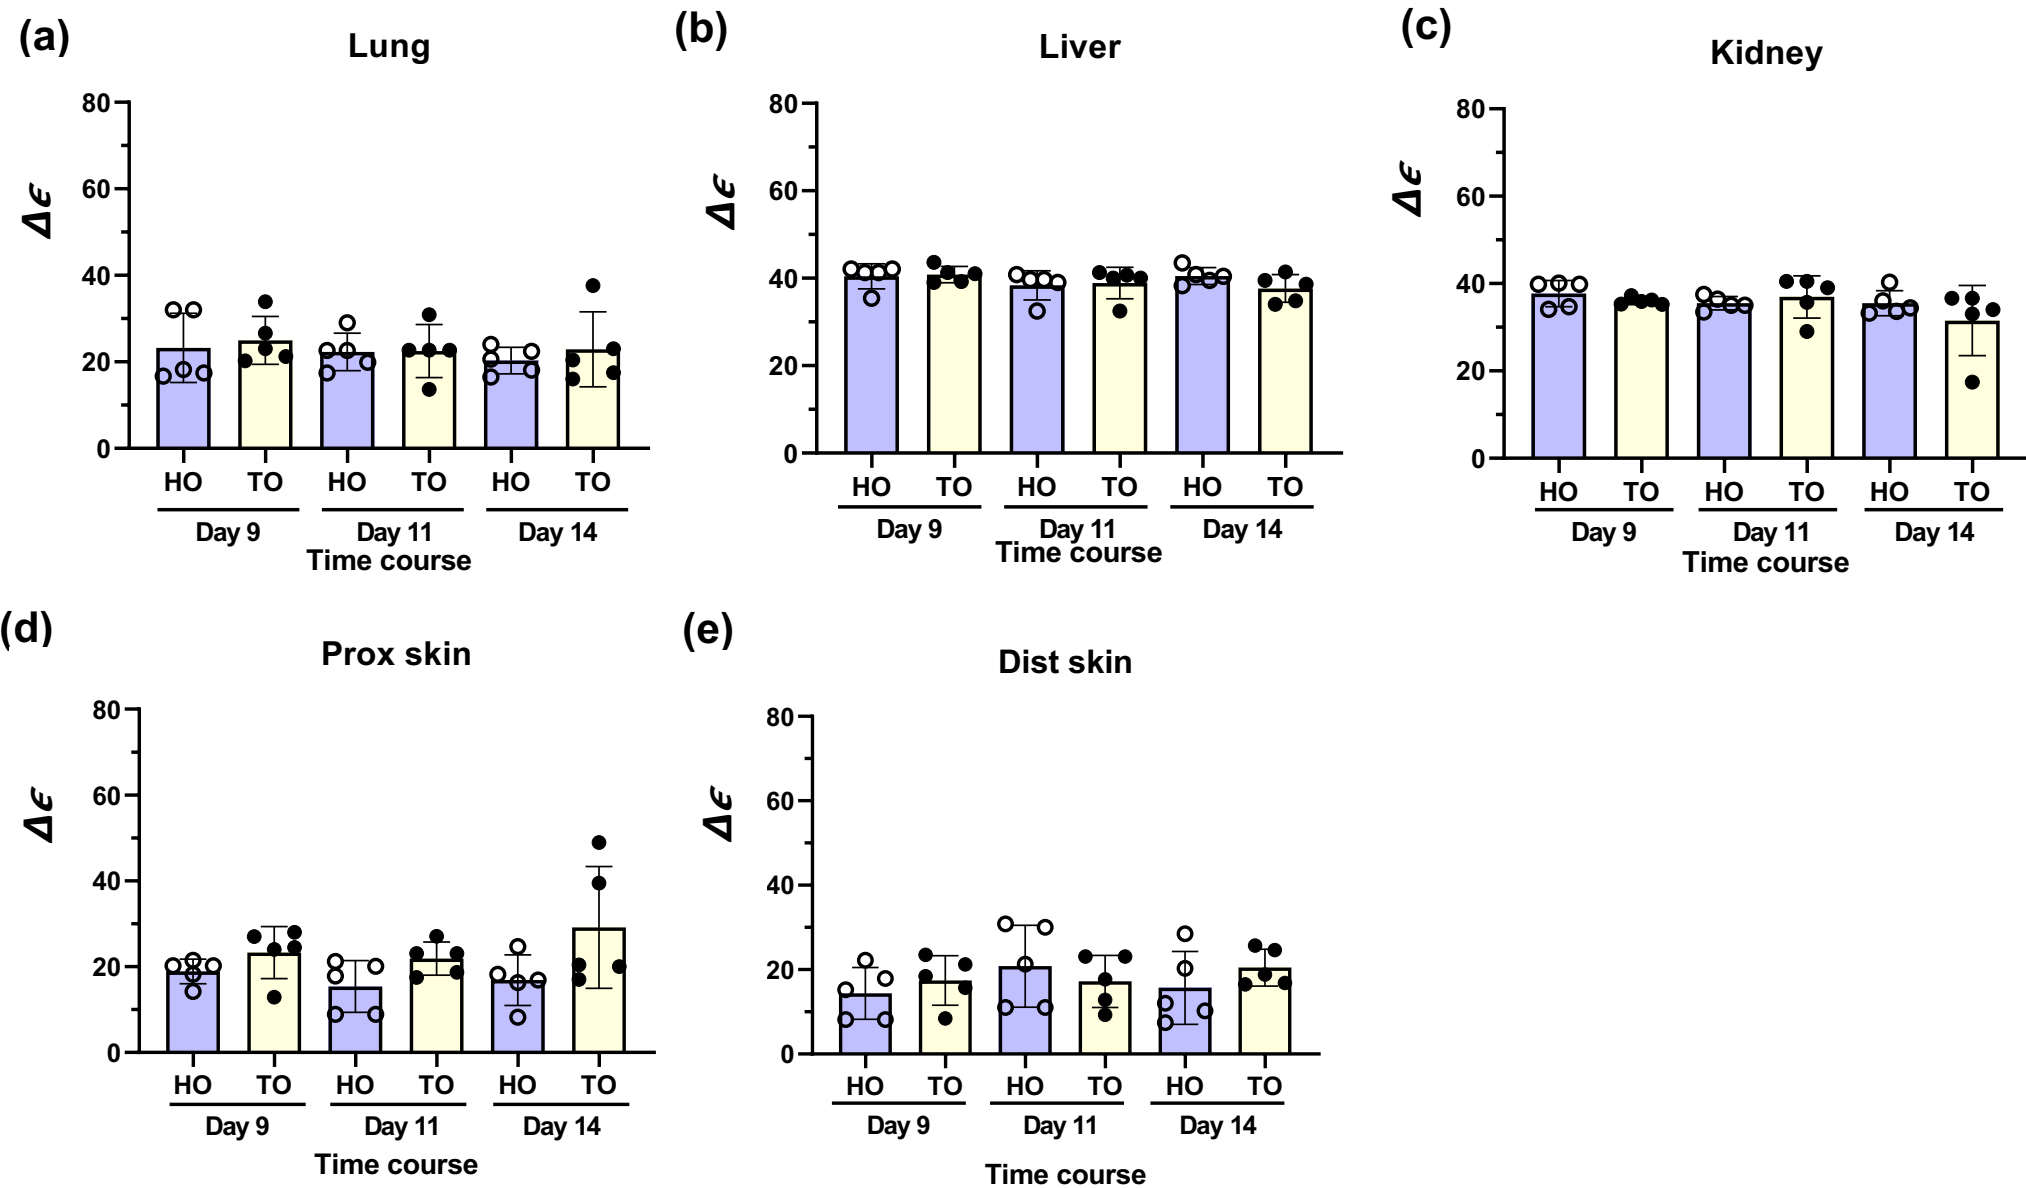 (a)
Lung
Δϵ
80
60
40
20
0
HO TO HO TO HO TO
Day 9 Day 11 Day 14
Time course
(b)
Liver
Δϵ
80
60
40
20
0
HO TO HO TO HO TO
Day 9 Day 11 Day 14
Time course
(c)
Kidney
Δϵ
80
60
40
20
0
HO TO HO TO HO TO
Day 9 Day 11 Day 14
Time course
(d)
Prox skin
Δϵ
80
60
40
20
0
HO TO HO TO HO TO
Day 9 Day 11 Day 14
Time course
(e)
Dist skin
Δϵ
80
60
40
20
0
HO TO HO TO HO TO
Day 9 Day 11 Day 14
Time course